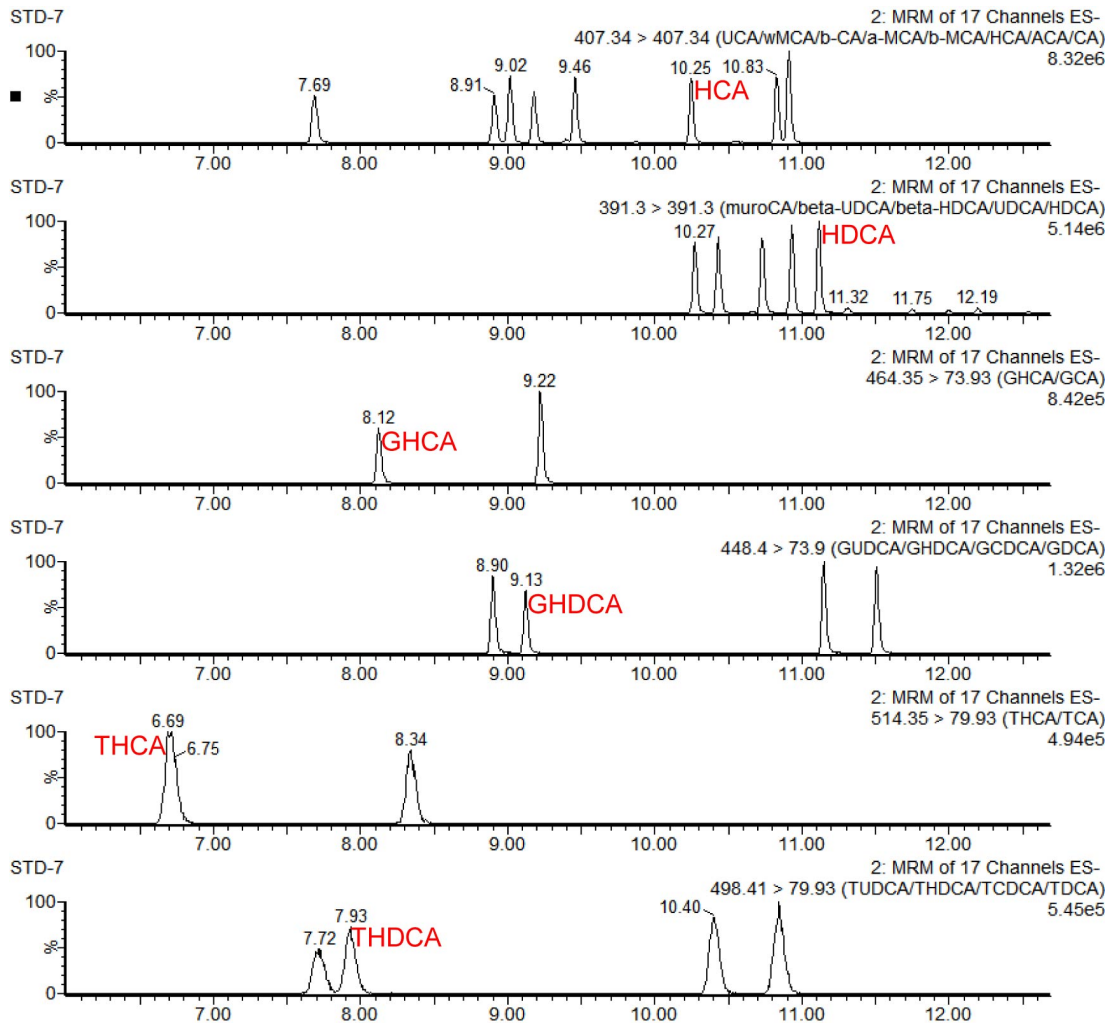 STD-7
2: MRM of 17 Channels ES-
407.34 > 407.34 (UCA/wMCA/b-CA/a-MCA/b-MCA/HCA/ACA/CA)
8.32e6
100
%
0
7.69
8.91
9.02
9.46
10.25
HCA
10.83
7.00 8.00 9.00 10.00 11.00 12.00
STD-7
2: MRM of 17 Channels ES-
391.3 > 391.3 (muroCA/beta-UDCA/beta-HDCA/UDCA/HDCA)
5.14e6
100
%
0
10.27
HDCA
11.32
11.75
12.19
7.00 8.00 9.00 10.00 11.00 12.00
STD-7
2: MRM of 17 Channels ES-
464.35 > 73.93 (GHCA/GCA)
8.42e5
100
%
0
8.12
GHCA
9.22
7.00 8.00 9.00 10.00 11.00 12.00
STD-7
2: MRM of 17 Channels ES-
448.4 > 73.9 (GUDCA/GHDCA/GCDCA/GDCA)
1.32e6
100
%
0
8.90
9.13
GHDCA
7.00 8.00 9.00 10.00 11.00 12.00
STD-7
2: MRM of 17 Channels ES-
514.35 > 79.93 (THCA/TCA)
4.94e5
100
%
0
THCA
6.69
6.75
8.34
7.00 8.00 9.00 10.00 11.00 12.00
STD-7
2: MRM of 17 Channels ES-
498.41 > 79.93 (TUDCA/THDCA/TCDCA/TDCA)
5.45e5
100
%
0
7.72
7.93
THDCA
10.40
7.00 8.00 9.00 10.00 11.00 12.00